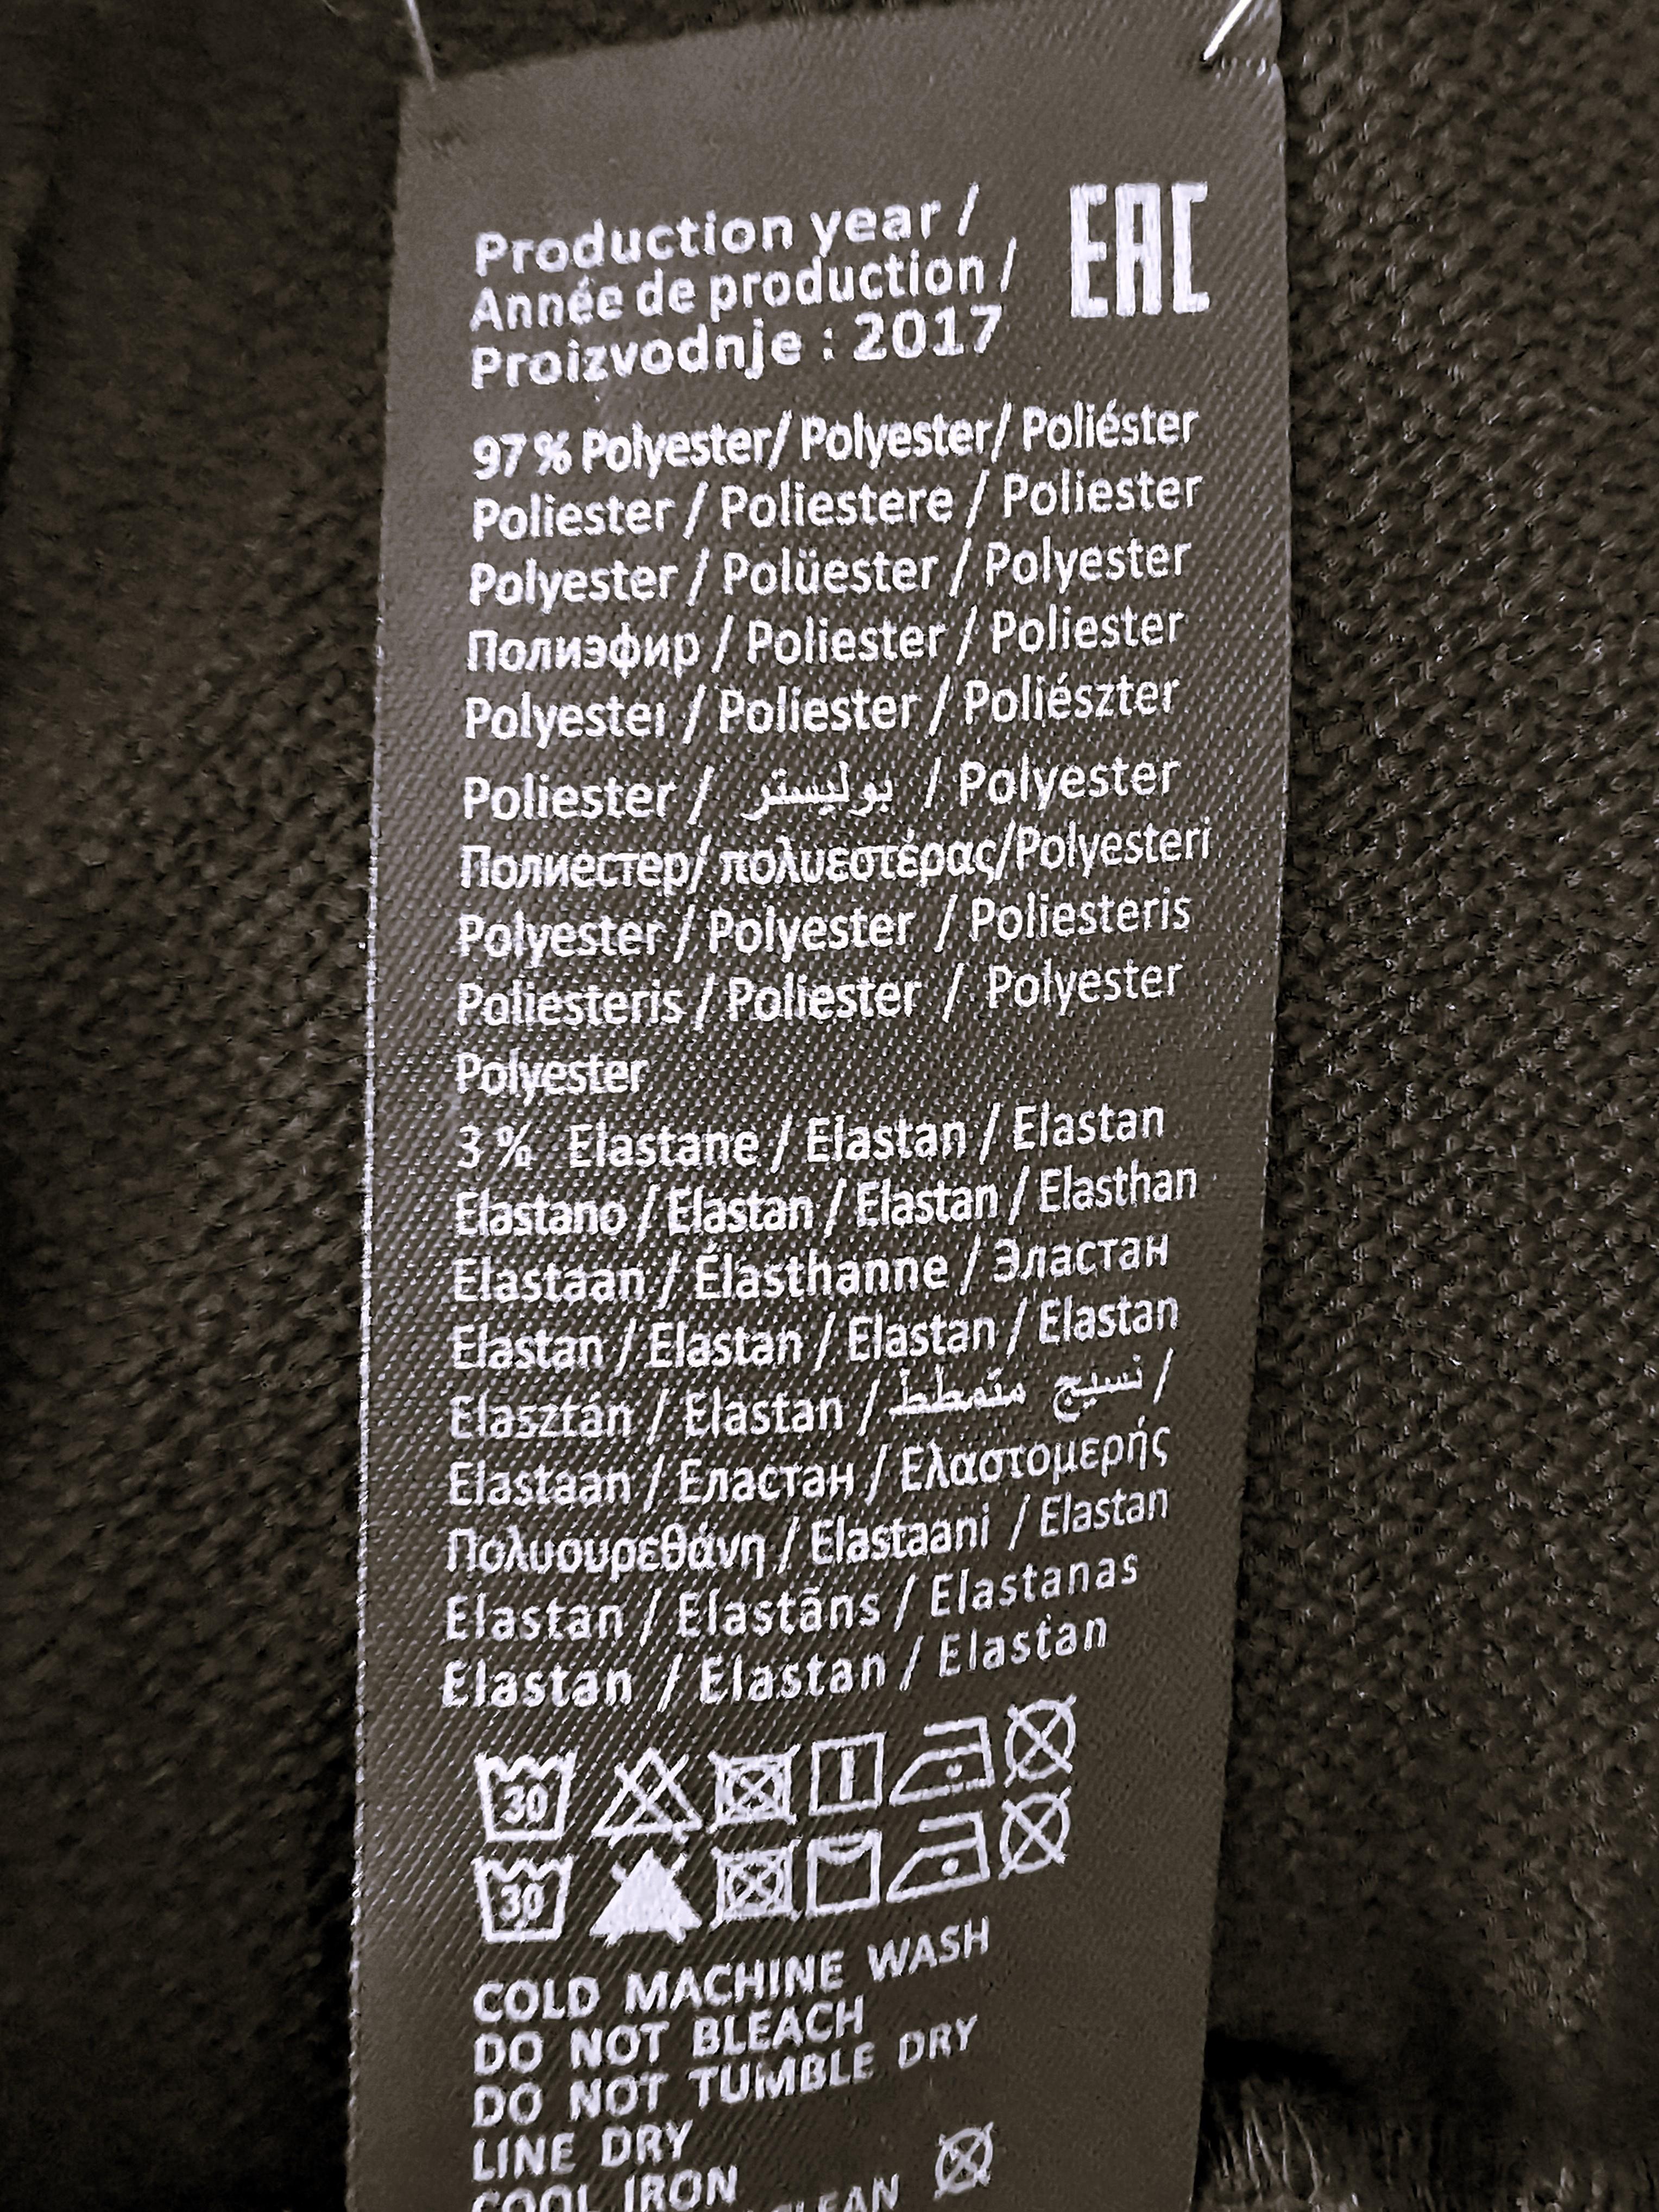 Production year /
Année de production /
Proizvodnje : 2017
EAC
97 % Polyester/ Polyester/ Poliéster
Poliester / Poliestere / Poliester
Polyester / Polüester / Polyester
Полиэфир / Poliester / Poliester
Polyester / Poliester / Poliészter
Poliester / بوليستر / Polyester
Полиестер/ πολυεστέρας/Polyesteri
Polyester / Polyester / Poliesteris
Poliesteris / Poliester / Polyester
Polyester
3 % Elastane / Elastan / Elastan
Elastano / Elastan / Elastan / Elasthan
Elastaan / Élasthanne / Эластан
Elastan / Elastan / Elastan / Elastan
Elasztán / Elastan / نسيج متمطط /
Elastaan / Еластан / Ελαστομερής
Πολυουρεθάνη / Elastaani / Elastan
Elastan / Elastãns / Elastanas
Elastan / Elastan / Elastan
30
30
COLD MACHINE WASH
DO NOT BLEACH
DO NOT TUMBLE DRY
LINE DRY
COOL IRON